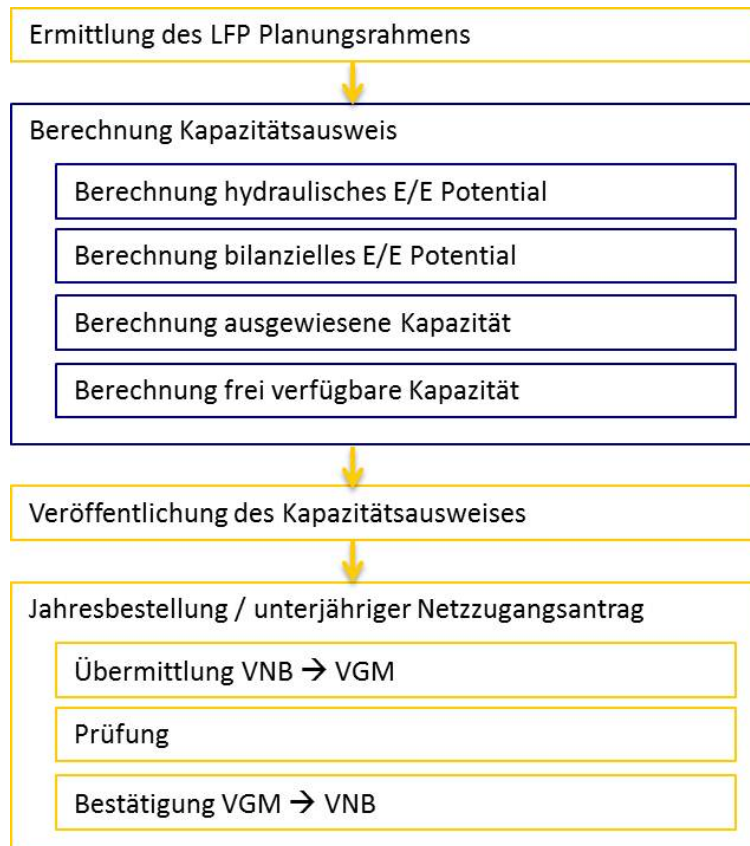 Ermittlung des LFP Planungsrahmens
Berechnung Kapazitätsausweis
Berechnung hydraulisches E/E Potential
Berechnung bilanzielles E/E Potential
Berechnung ausgewiesene Kapazität
Berechnung frei verfügbare Kapazität
Veröffentlichung des Kapazitätsausweises
Jahresbestellung / unterjähriger Netzzugangsantrag
Übermittlung VNB → VGM
Prüfung
Bestätigung VGM → VNB